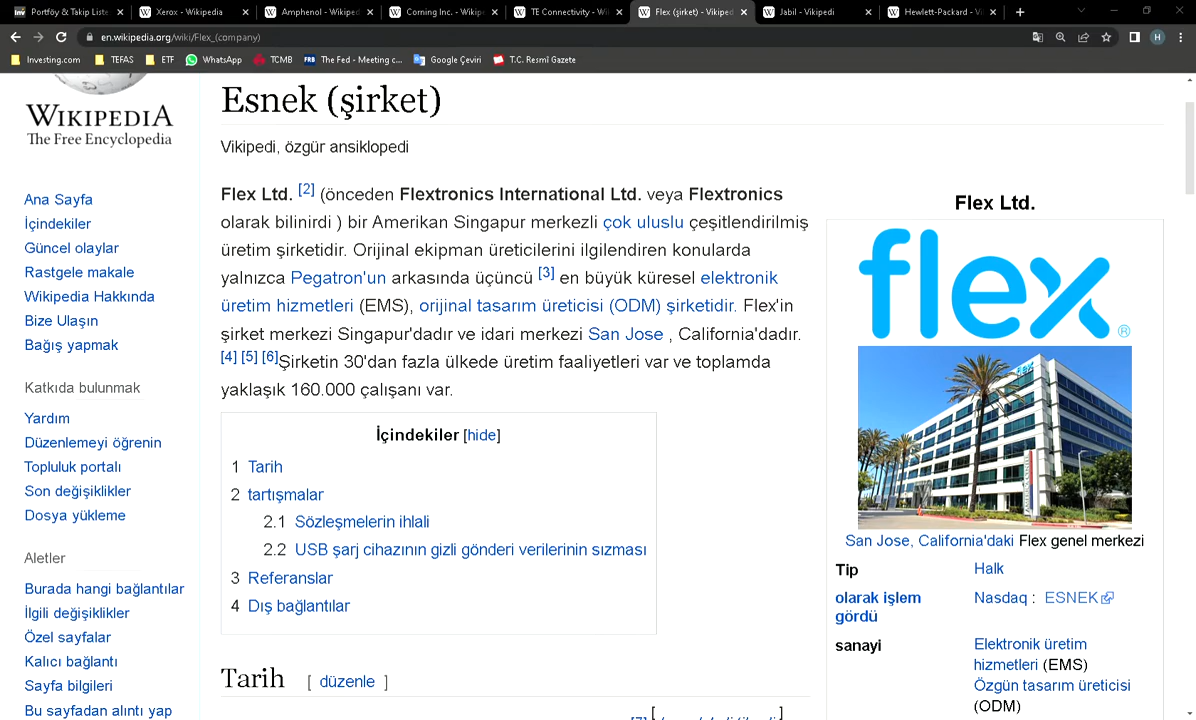 Portföy & Takip Liste
Xerox - Wikipedia
Amphenol - Wikiped
Corning Inc. - Wikipe
TE Connectivity - Wi
Flex (şirket) - Vikiped
Jabil - Vikipedi
Hewlett-Packard - Vi
en.wikipedia.org/wiki/Flex_(company)
H
Investing.com
TEFAS
ETF
WhatsApp
TCMB
FRB The Fed - Meeting c...
Google Çeviri
T.C. Resmî Gazete
WIKIPEDIA
The Free Encyclopedia
Ana Sayfa
İçindekiler
Güncel olaylar
Rastgele makale
Wikipedia Hakkında
Bize Ulaşın
Bağış yapmak
Katkıda bulunmak
Yardım
Düzenlemeyi öğrenin
Topluluk portalı
Son değişiklikler
Dosya yükleme
Aletler
Burada hangi bağlantılar
İlgili değişiklikler
Özel sayfalar
Kalıcı bağlantı
Sayfa bilgileri
Bu sayfadan alıntı yap
Esnek (şirket)
Vikipedi, özgür ansiklopedi
Flex Ltd. [2] (önceden Flextronics International Ltd. veya Flextronics
olarak bilinirdi ) bir Amerikan Singapur merkezli çok uluslu çeşitlendirilmiş
üretim şirketidir. Orijinal ekipman üreticilerini ilgilendiren konularda
yalnızca Pegatron'un arkasında üçüncü [3] en büyük küresel elektronik
üretim hizmetleri (EMS), orijinal tasarım üreticisi (ODM) şirketidir. Flex'in
şirket merkezi Singapur'dadır ve idari merkezi San Jose , California'dadır.
[4] [5] [6]Şirketin 30'dan fazla ülkede üretim faaliyetleri var ve toplamda
yaklaşık 160.000 çalışanı var.
İçindekiler [hide]
1 Tarih
2 tartışmalar
2.1 Sözleşmelerin ihlali
2.2 USB şarj cihazının gizli gönderi verilerinin sızması
3 Referanslar
4 Dış bağlantılar
Tarih [ düzenle ]
Flex Ltd.
flex®
flex
San Jose, California'daki Flex genel merkezi
Tip Halk
olarak işlem gördü Nasdaq : ESNEK
sanayi Elektronik üretim
hizmetleri (EMS)
Özgün tasarım üreticisi
(ODM)